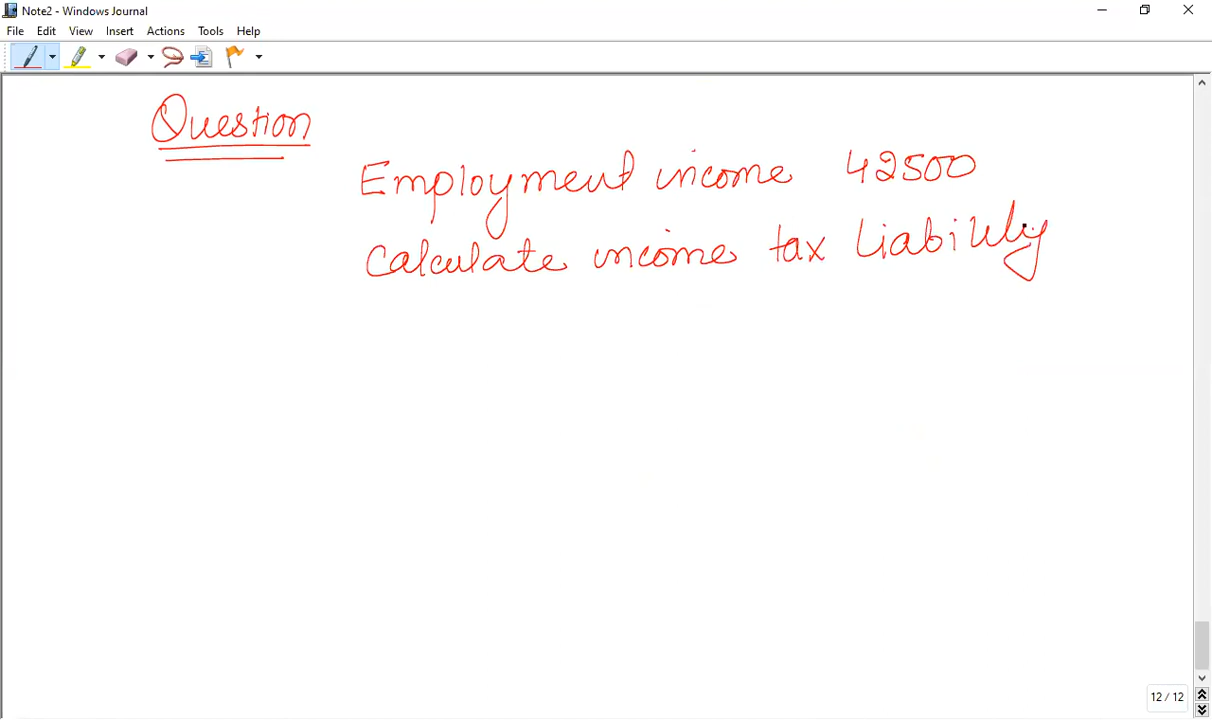 Note2 - Windows Journal
File Edit View Insert Actions Tools Help
Question
Employment income 42500
Calculate income tax Liability
12 / 12